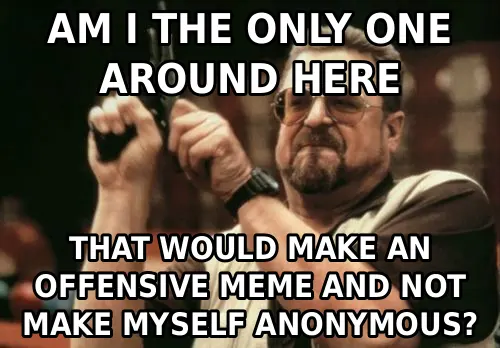 AM I THE ONLY ONE
AROUND HERE
THAT WOULD MAKE AN
OFFENSIVE MEME AND NOT
MAKE MYSELF ANONYMOUS?